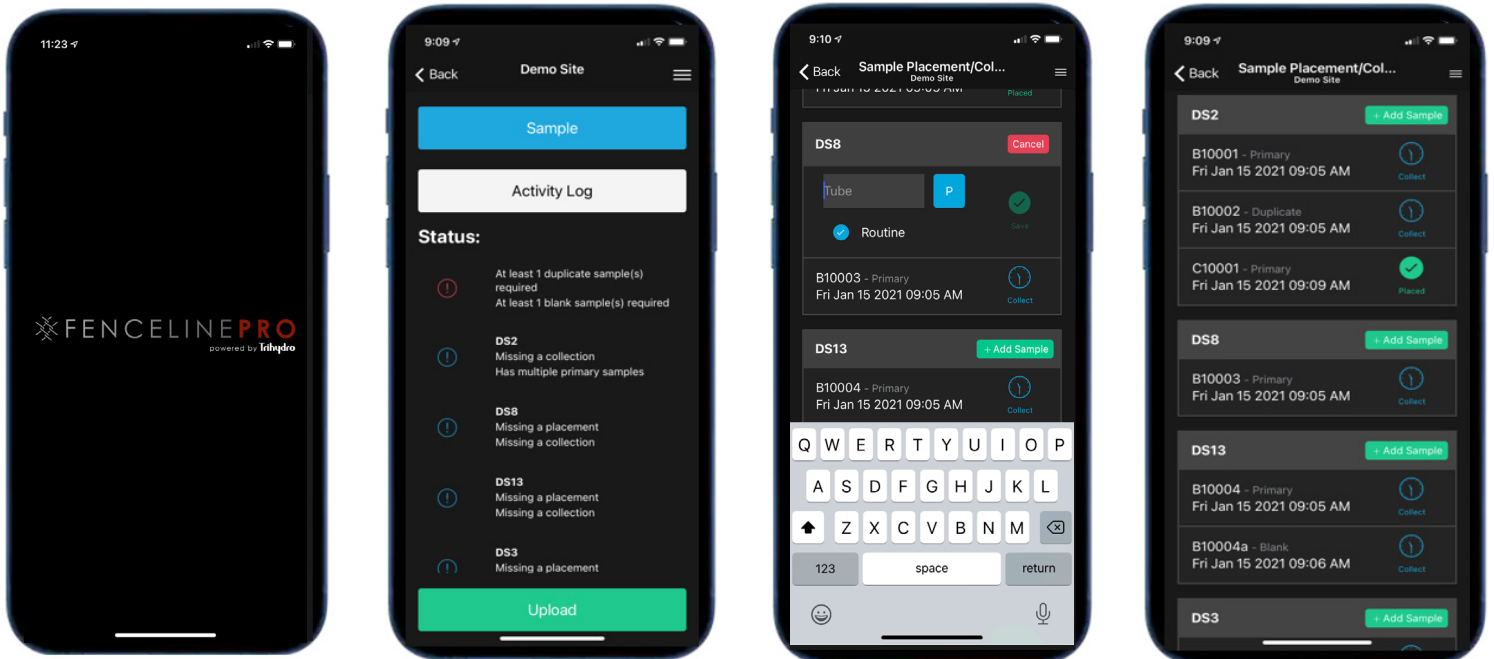 11:23
FENCELINEPRO
powered by Trihydro
9:09
Back
Demo Site
Sample
Activity Log
Status:
At least 1 duplicate sample(s)
required
At least 1 blank sample(s) required
DS2
Missing a collection
Has multiple primary samples
DS8
Missing a placement
Missing a collection
DS13
Missing a placement
Missing a collection
DS3
Missing a placement
Upload
9:10
Back
Sample Placement/Col...
Demo Site
Fri Jan 15 2021 09:05 AM
Placed
DS8
Cancel
Tube
P
Save
Routine
B10003 - Primary
Fri Jan 15 2021 09:05 AM
Collect
DS13
+ Add Sample
B10004 - Primary
Fri Jan 15 2021 09:05 AM
Collect
Q W E R T Y U I O P
A S D F G H J K L
Z X C V B N M
123 space return
9:09
Back
Sample Placement/Col...
Demo Site
DS2
+ Add Sample
B10001 - Primary
Fri Jan 15 2021 09:05 AM
Collect
B10002 - Duplicate
Fri Jan 15 2021 09:05 AM
Collect
C10001 - Primary
Fri Jan 15 2021 09:09 AM
Placed
DS8
+ Add Sample
B10003 - Primary
Fri Jan 15 2021 09:05 AM
Collect
DS13
+ Add Sample
B10004 - Primary
Fri Jan 15 2021 09:05 AM
Collect
B10004a - Blank
Fri Jan 15 2021 09:06 AM
Collect
DS3
+ Add Sample